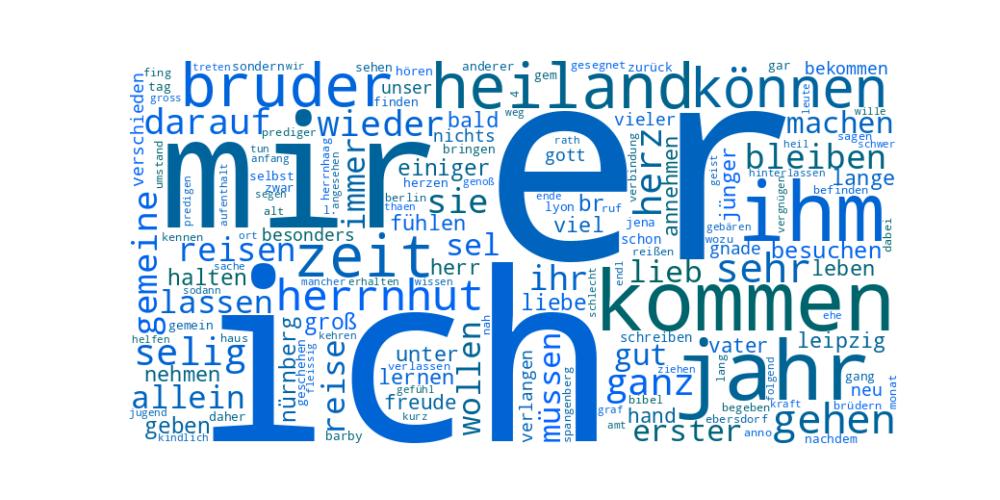 treten sondern wir sehen hören anderer gem gesegnet zurück gar bekommen
fing tag gross bruder unser finden heiland können leute
verschieden darauf wieder bald nichts 4 weg vieler machen wille sagen schwer
prediger bringen rath gott
mir er ihm
umstand predigen tun anfang selbst zwar segen alt aufenthalt herrnhaag angesehen l. immer einiger herzen genoß berlin thaen sie
verbindung herz annehmen geist jünger heil bleiben hinterlassen lange befinden vergnügen dabei
ende lyon br ruf viel jena schon reißen gebären wozu gnade besuchen
gemeine kennen ort besonders fühlen
reisen zeit sel herr
sache halten sodann mancher erhalten wissen ihr schlecht endl lieb sehr leben
lassen herrnhut liebe kommen ehe
gemein helfen haus groß kehren
ich
selig nürnberg geschehen fleissig reise unter verlassen lernen gefühl nah wollen
nehmen freude kurz verlangen müssen spangenberg
schreiben vater leipzig
gut ziehen lang jahr folgend gang neu monat
allein ganz bibel kraft brüdern
jugend daher barby graf amt hand begeben ebersdorf anno gehen
geben kindlich erster nachdem